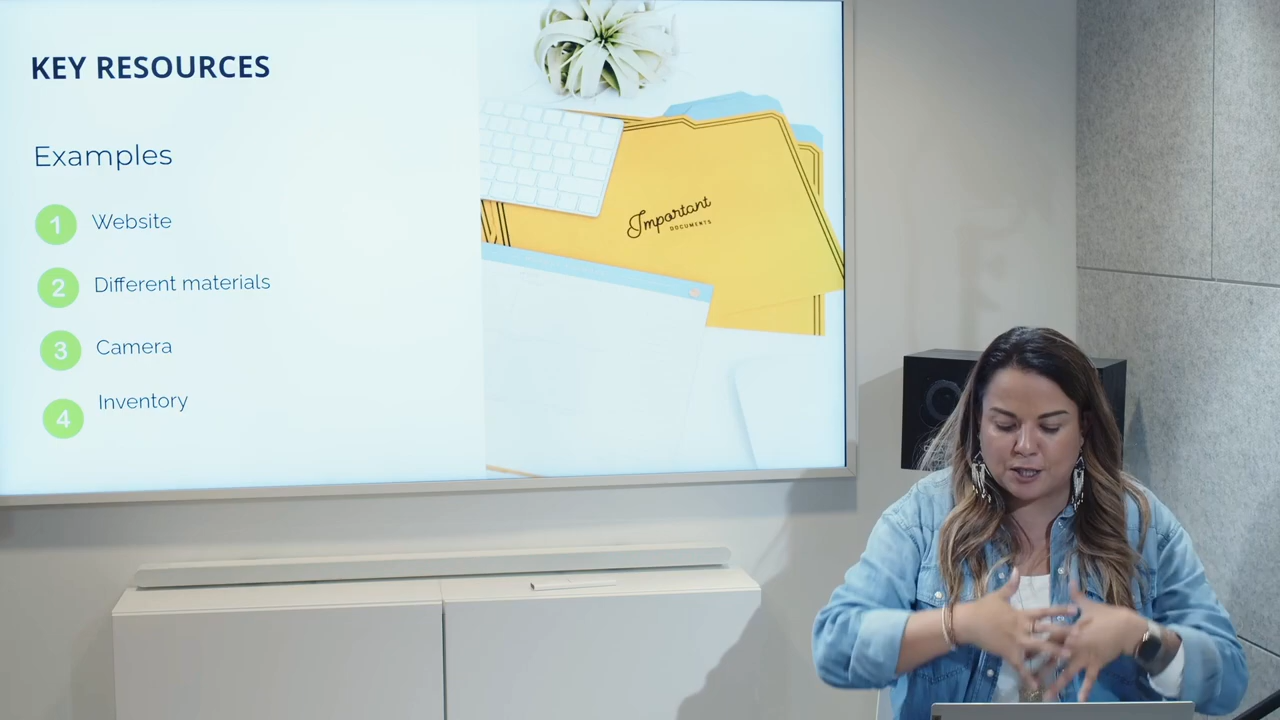 KEY RESOURCES
Examples
1 Website
2 Different materials
3 Camera
4 Inventory
Important
DOCUMENTS